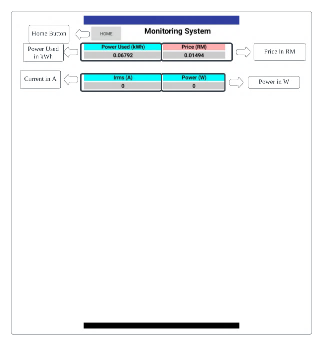 Home Button
HOME
Monitoring System
Power Used
in kWh
Power Used (kWh)
Price (RM)
0.06792
0.01494
Price in RM
Current in A
Irms (A)
Power (W)
0
0
Power in W